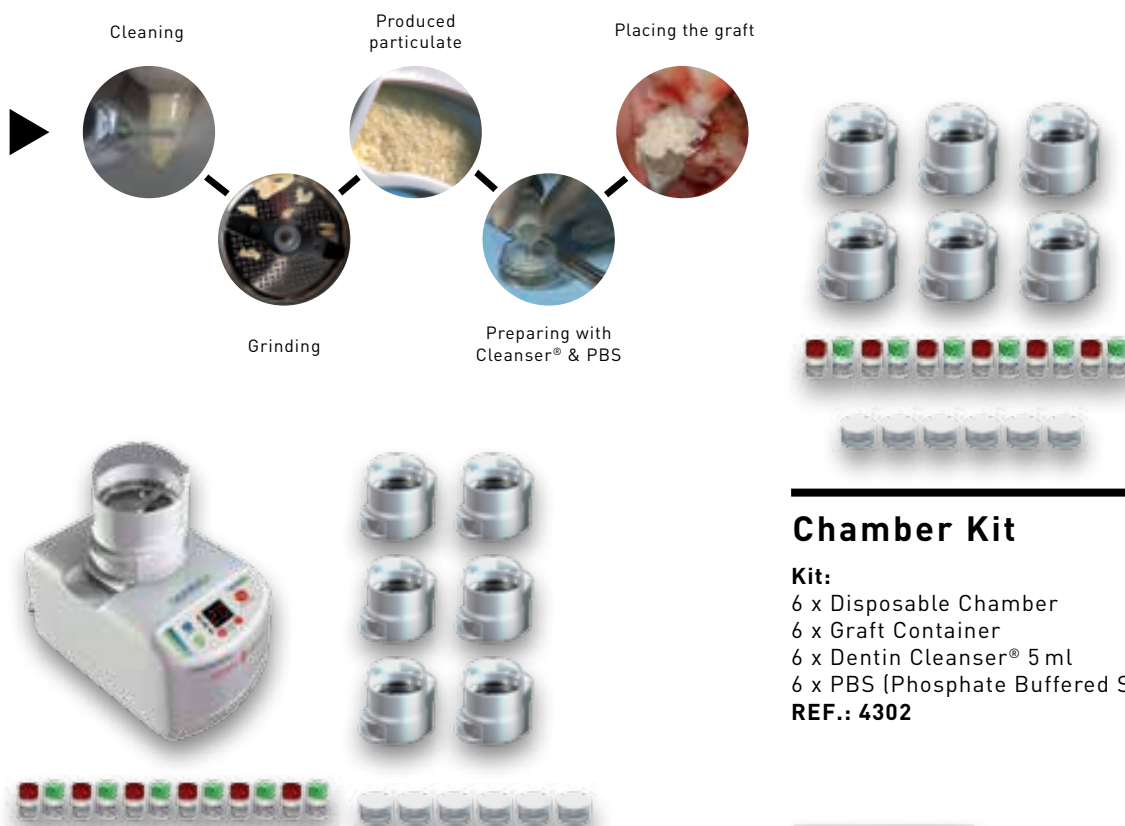 Cleaning
Produced
particulate
Placing the graft
Grinding
Preparing with
Cleanser® & PBS
Chamber Kit
Kit:
6 x Disposable Chamber
6 x Graft Container
6 x Dentin Cleanser® 5 ml
6 x PBS (Phosphate Buffered S
REF.: 4302